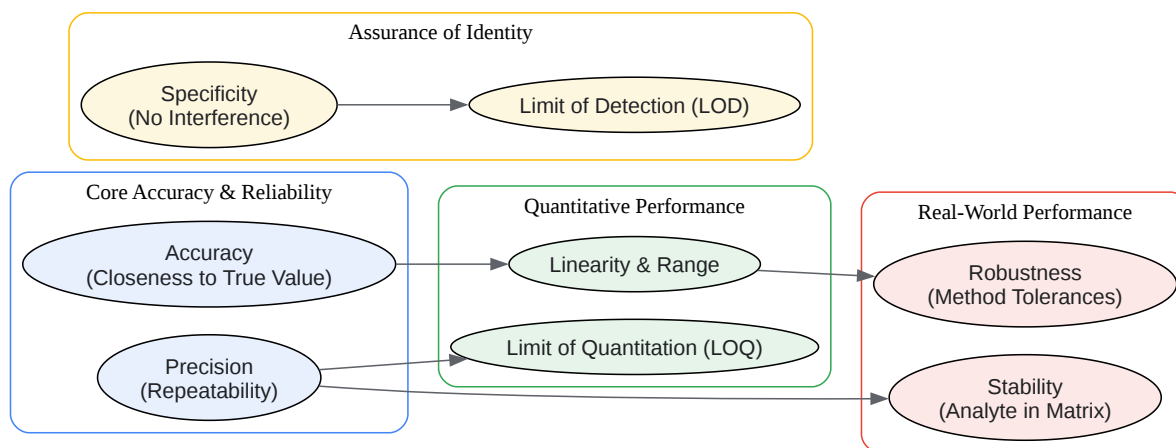 Assurance of Identity
Specificity
(No Interference)
Limit of Detection (LOD)
Core Accuracy & Reliability
Accuracy
(Closeness to True Value)
Precision
(Repeatability)
Quantitative Performance
Linearity & Range
Limit of Quantitation (LOQ)
Real-World Performance
Robustness
(Method Tolerances)
Stability
(Analyte in Matrix)